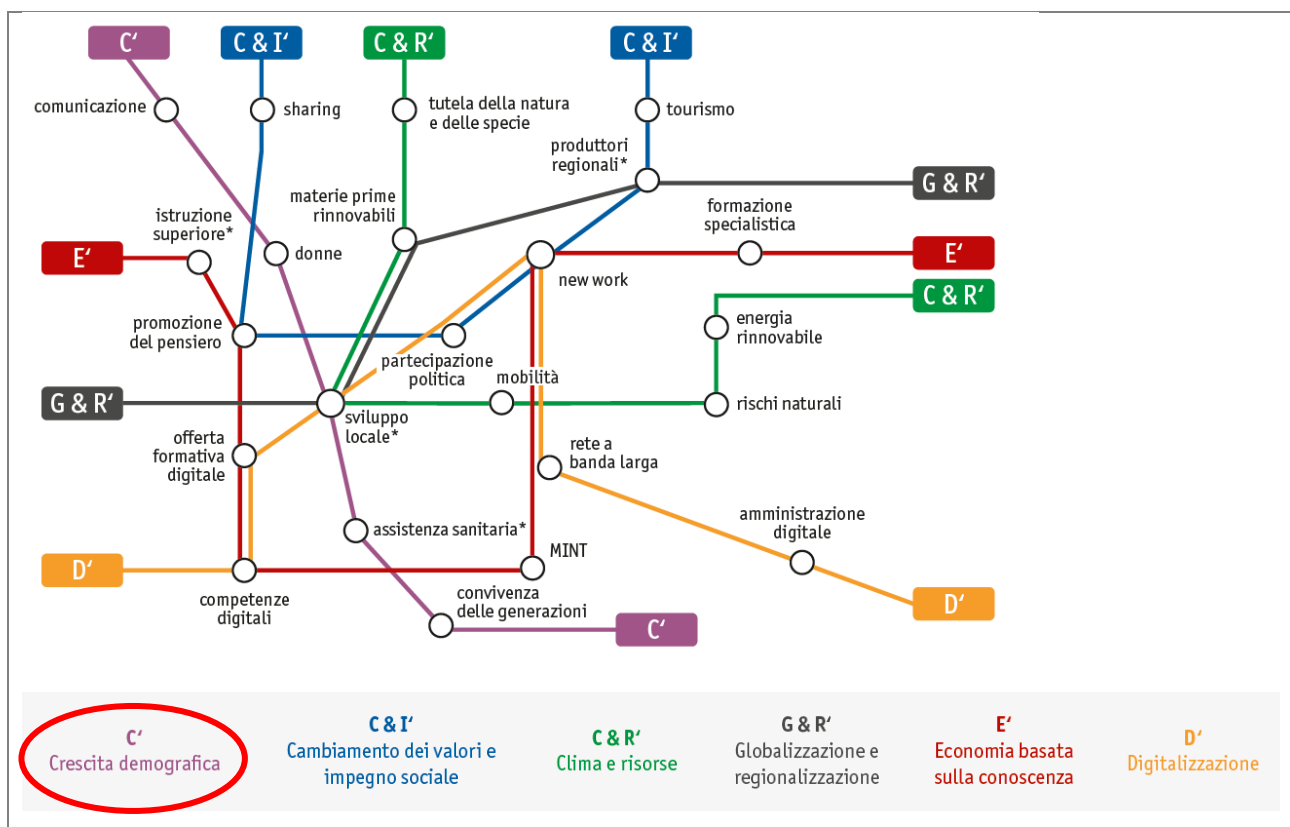 C‘
C & I‘
C & R‘
C & I‘
comunicazione
sharing
tutela della natura
e delle specie
tourismo
produttori
regionali*
G & R‘
materie prime
rinnovabili
istruzione
superiore*
formazione
specialistica
E‘
donne
new work
E‘
C & R‘
promozione
del pensiero
energia
rinnovabile
partecipazione
politica
mobilità
G & R‘
sviluppo
locale*
rischi naturali
offerta
formativa
digitale
rete a
banda larga
assistenza sanitaria*
amministrazione
digitale
MINT
D‘
competenze
digitali
convivenza
delle generazioni
D‘
C‘
C‘
Crescita demografica
C & I‘
Cambiamento dei valori e
impegno sociale
C & R‘
Clima e risorse
G & R‘
Globalizzazione e
regionalizzazione
E‘
Economia basata
sulla conoscenza
D‘
Digitalizzazione